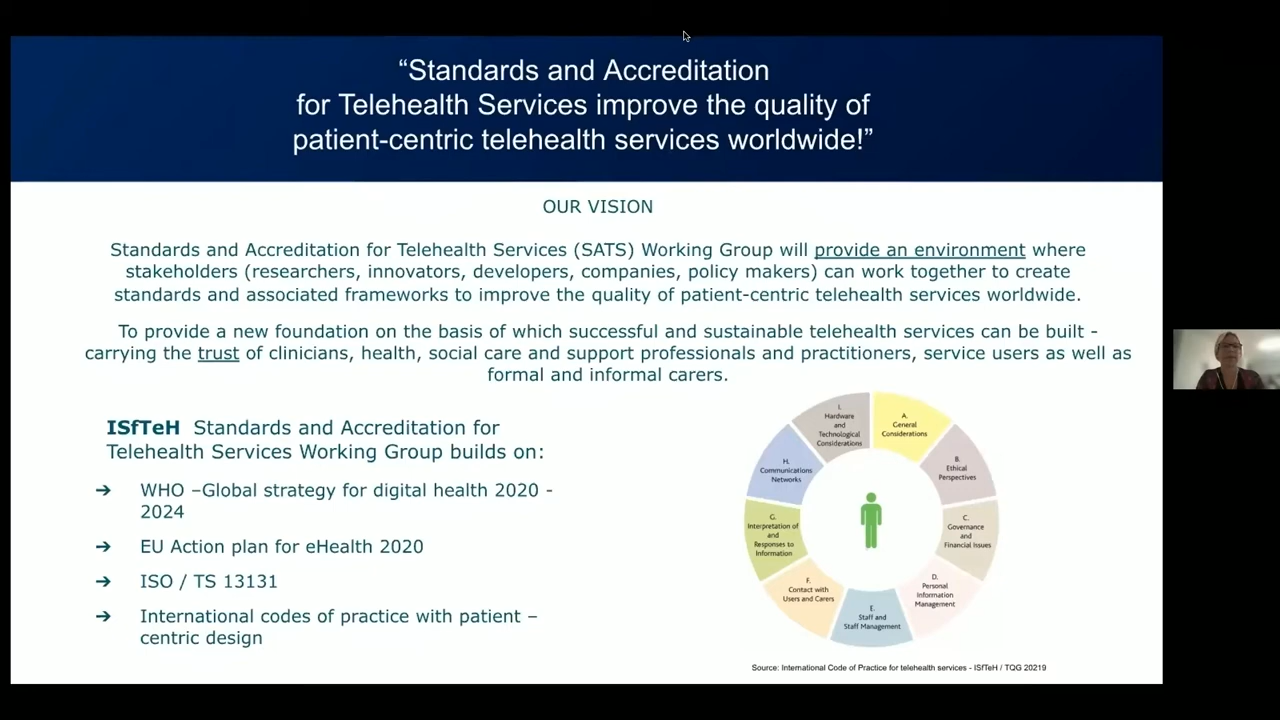 “Standards and Accreditation
for Telehealth Services improve the quality of
patient-centric telehealth services worldwide!”
OUR VISION
Standards and Accreditation for Telehealth Services (SATS) Working Group will provide an environment where
stakeholders (researchers, innovators, developers, companies, policy makers) can work together to create
standards and associated frameworks to improve the quality of patient-centric telehealth services worldwide.
To provide a new foundation on the basis of which successful and sustainable telehealth services can be built -
carrying the trust of clinicians, health, social care and support professionals and practitioners, service users as well as
formal and informal carers.
ISfTeH Standards and Accreditation for
Telehealth Services Working Group builds on:
➔ WHO –Global strategy for digital health 2020 -
2024
➔ EU Action plan for eHealth 2020
➔ ISO / TS 13131
➔ International codes of practice with patient –
centric design
A.
General
Considerations
B.
Ethical
Perspectives
C.
Governance
and
Financial Issues
D.
Personal
Information
Management
E.
Staff and
Staff Management
F.
Contact with
Users and Carers
G.
Interpretation of
and
Responses to
Information
H.
Communications
Networks
I.
Hardware
and
Technological
Considerations
Source: International Code of Practice for telehealth services - ISfTeH / TQG 20219